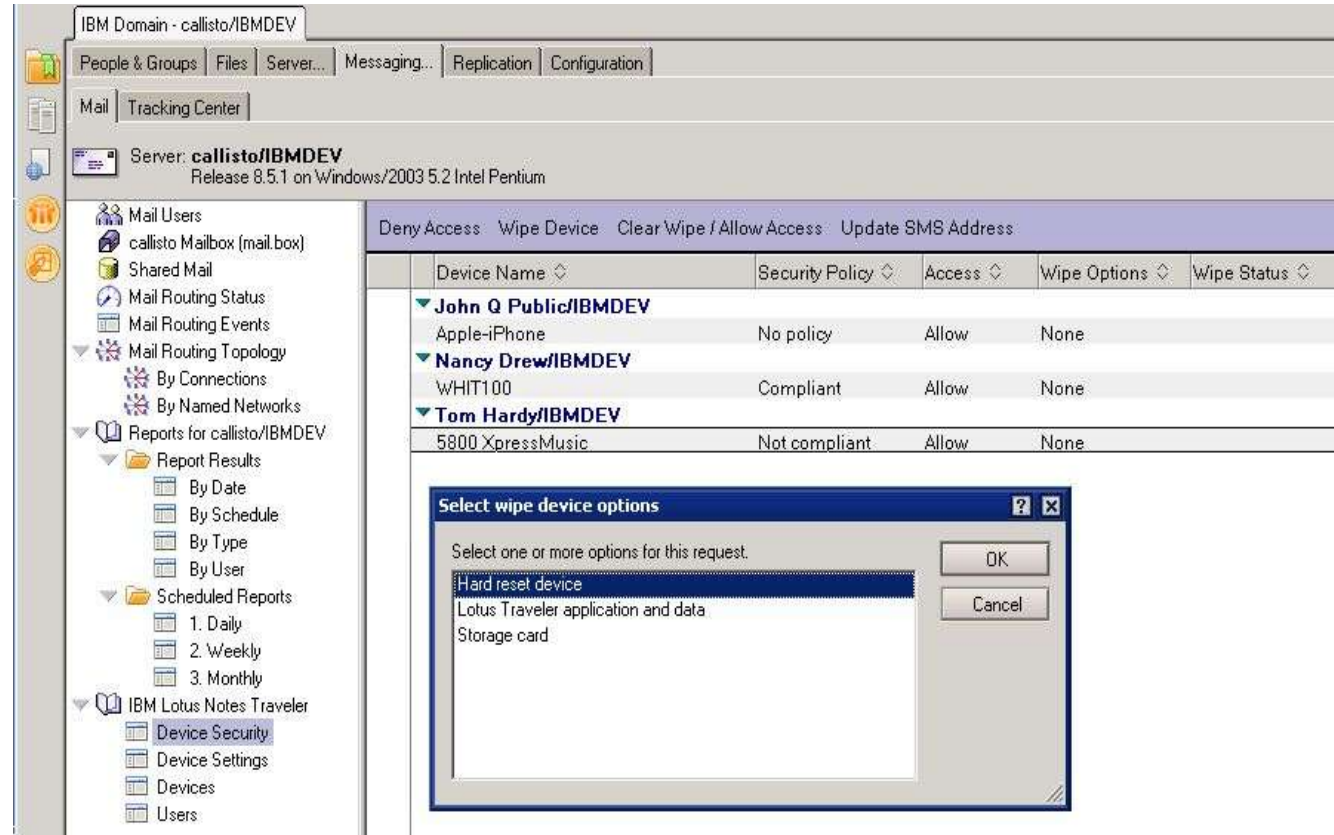 IBM Domain - callisto/IBMDEV
People & Groups Files Server... Messaging... Replication Configuration
Mail Tracking Center
Server: callisto/IBMDEV
Release 8.5.1 on Windows/2003 5.2 Intel Pentium
Mail Users
callisto Mailbox (mail.box)
Shared Mail
Mail Routing Status
Mail Routing Events
Mail Routing Topology
By Connections
By Named Networks
Reports for callisto/IBMDEV
Report Results
By Date
By Schedule
By Type
By User
Scheduled Reports
1. Daily
2. Weekly
3. Monthly
IBM Lotus Notes Traveler
Device Security
Device Settings
Devices
Users
Deny Access Wipe Device Clear Wipe / Allow Access Update SMS Address
Device Name Security Policy Access Wipe Options Wipe Status
John Q Public/IBMDEV
Apple-iPhone No policy Allow None
Nancy Drew/IBMDEV
WHIT100 Compliant Allow None
Tom Hardy/IBMDEV
5800 XpressMusic Not compliant Allow None
Select wipe device options
Select one or more options for this request.
Hard reset device
Lotus Traveler application and data
Storage card
OK
Cancel